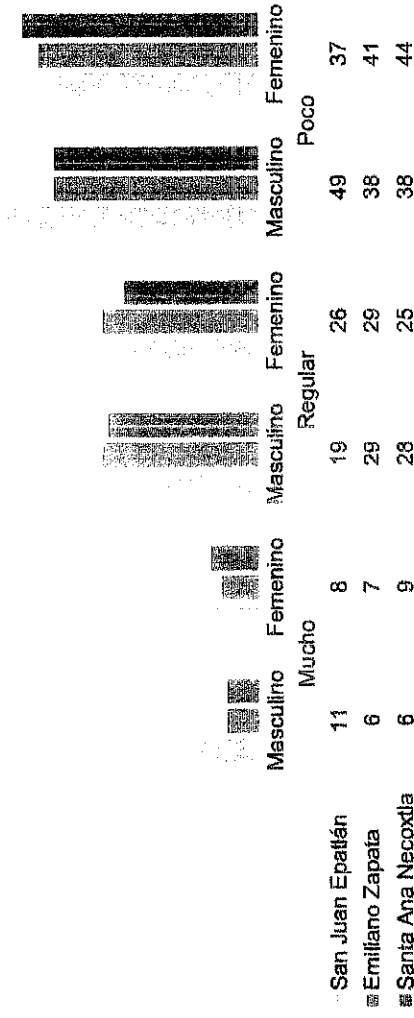 Masculino Femenino Masculino Femenino Masculino Femenino
Mucho Regular Poco
San Juan Epatlán 11 8 19 26 49 37
Emiliano Zapata 6 7 29 29 38 41
Santa Ana Necoxtla 6 9 28 25 38 44